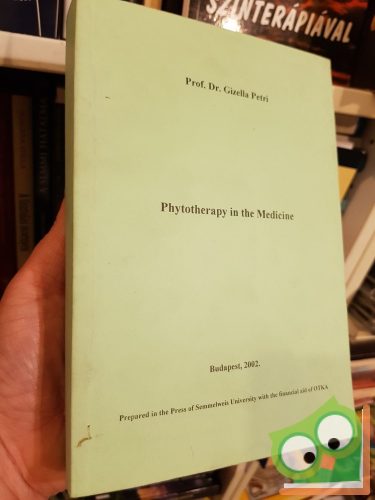 SZÍNTERÁPIÁVAL
Prof. Dr. Gizella Petri
Phytotherapy in the Medicine
Budapest, 2002.
Prepared in the Press of Semmelweis University with the financial aid of OTKA